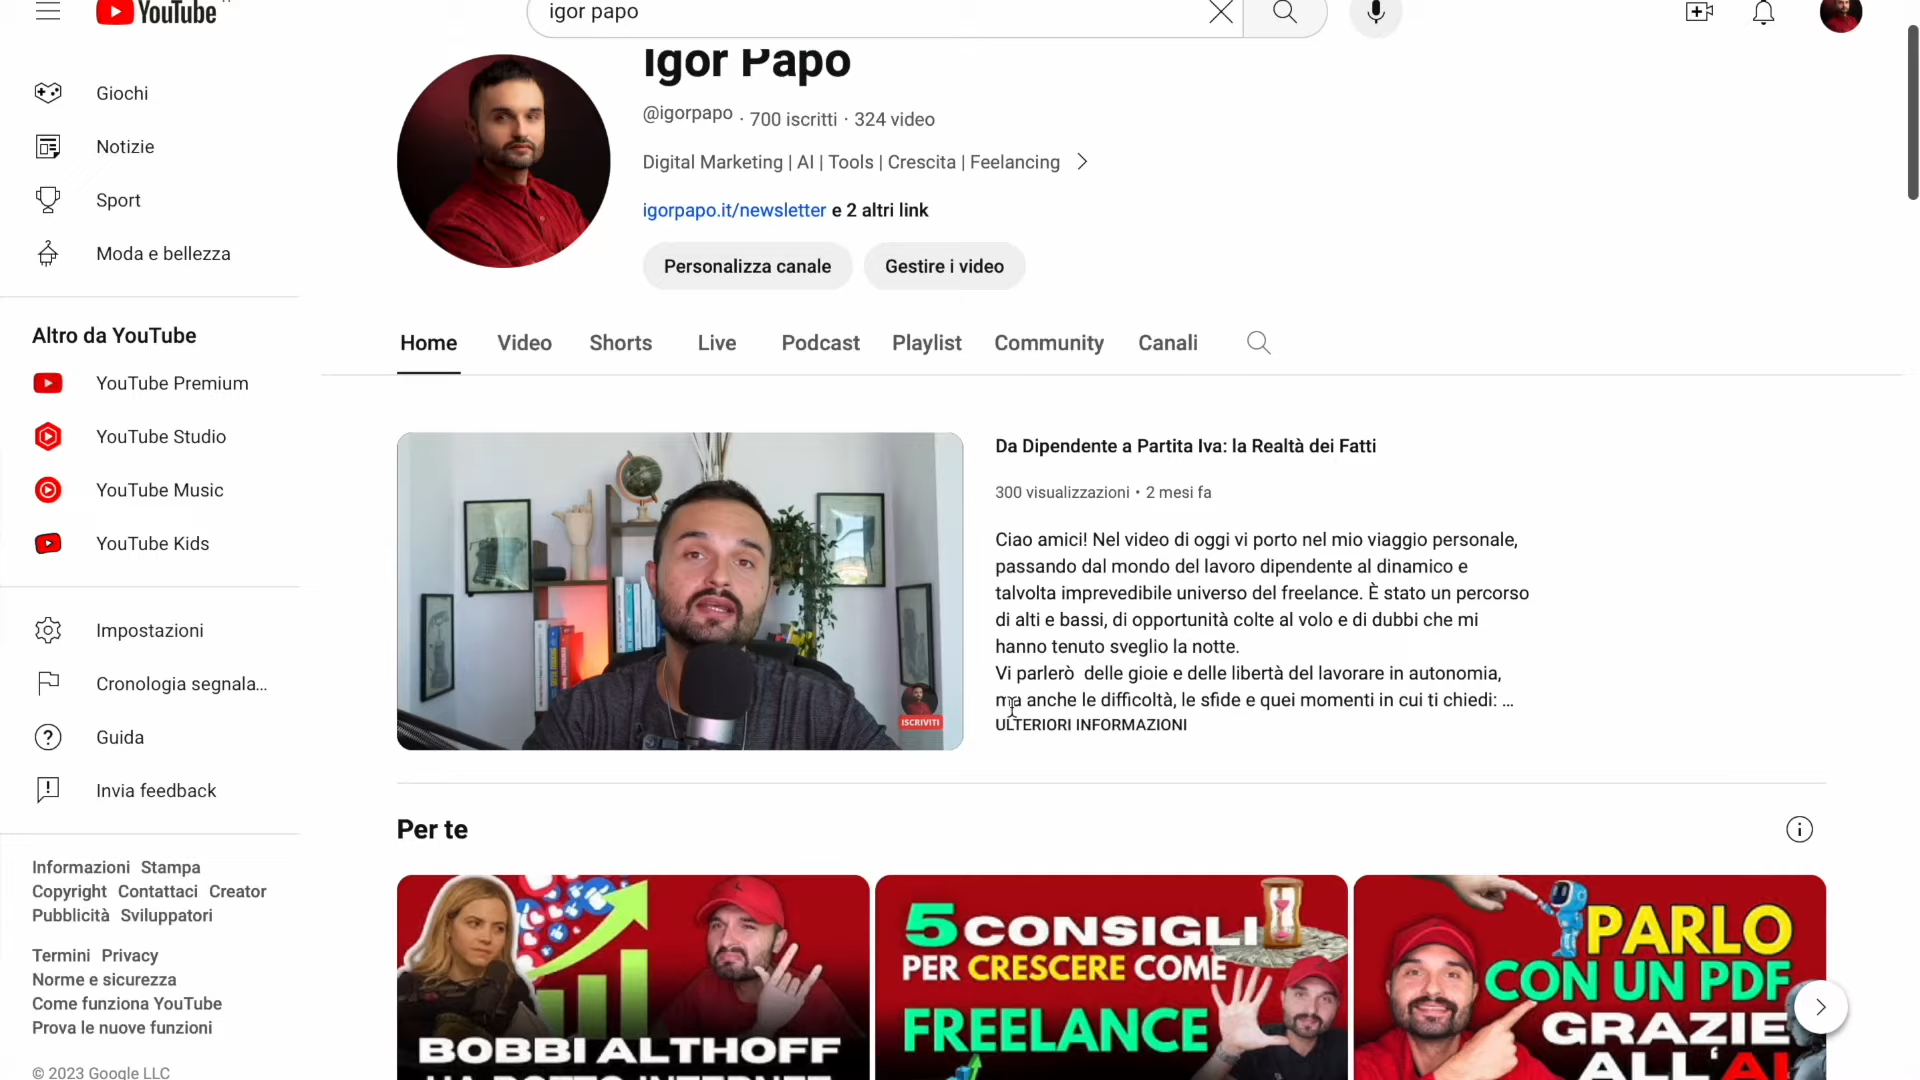 YouTube
igor papo
Igor Papo
@igorpapo · 700 iscritti · 324 video
Digital Marketing | AI | Tools | Crescita | Feelancing
igorpapo.it/newsletter e 2 altri link
Personalizza canale Gestire i video
Home Video Shorts Live Podcast Playlist Community Canali
Giochi
Notizie
Sport
Moda e bellezza
Altro da YouTube
YouTube Premium
YouTube Studio
YouTube Music
YouTube Kids
Impostazioni
Cronologia segnala...
Guida
Invia feedback
Informazioni Stampa
Copyright Contattaci Creator
Pubblicità Sviluppatori
Termini Privacy
Norme e sicurezza
Come funziona YouTube
Prova le nuove funzioni
© 2023 Google LLC
ISCRIVITI
Da Dipendente a Partita Iva: la Realtà dei Fatti
300 visualizzazioni • 2 mesi fa
Ciao amici! Nel video di oggi vi porto nel mio viaggio personale,
passando dal mondo del lavoro dipendente al dinamico e
talvolta imprevedibile universo del freelance. È stato un percorso
di alti e bassi, di opportunità colte al volo e di dubbi che mi
hanno tenuto sveglio la notte.
Vi parlerò delle gioie e delle libertà del lavorare in autonomia,
ma anche le difficoltà, le sfide e quei momenti in cui ti chiedi: ...
ULTERIORI INFORMAZIONI
Per te
BOBBI ALTHOFF
HA ROTTO INTERNET
5 CONSIGLI
PER CRESCERE COME
FREELANCE
PARLO
CON UN PDF
GRAZIE
ALL'AI